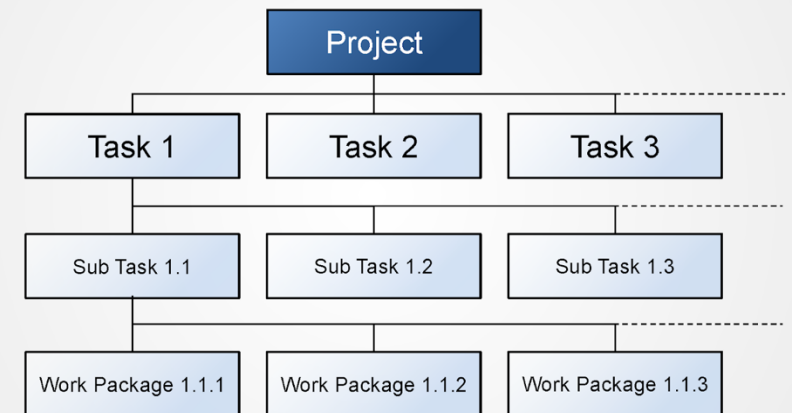 Project
Task 1
Task 2
Task 3
Sub Task 1.1
Sub Task 1.2
Sub Task 1.3
Work Package 1.1.1
Work Package 1.1.2
Work Package 1.1.3